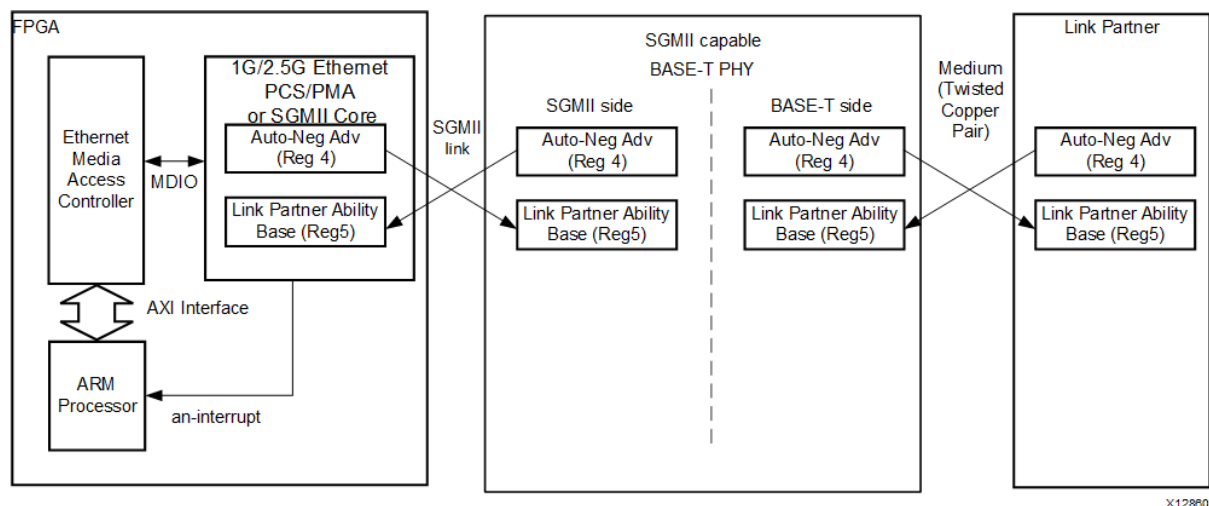 FPGA
1G/2.5G Ethernet
PCS/PMA
or SGMII Core
Auto-Neg Adv
(Reg 4)
Link Partner Ability
Base (Reg5)
Ethernet
Media
Access
Controller
MDIO
AXI Interface
ARM
Processor
an-interrupt
SGMII
link
SGMII capable
BASE-T PHY
SGMII side
Auto-Neg Adv
(Reg 4)
Link Partner Ability
Base (Reg5)
BASE-T side
Auto-Neg Adv
(Reg 4)
Link Partner Ability
Base (Reg5)
Medium
(Twisted
Copper
Pair)
Link Partner
Auto-Neg Adv
(Reg 4)
Link Partner Ability
Base (Reg5)
X12860